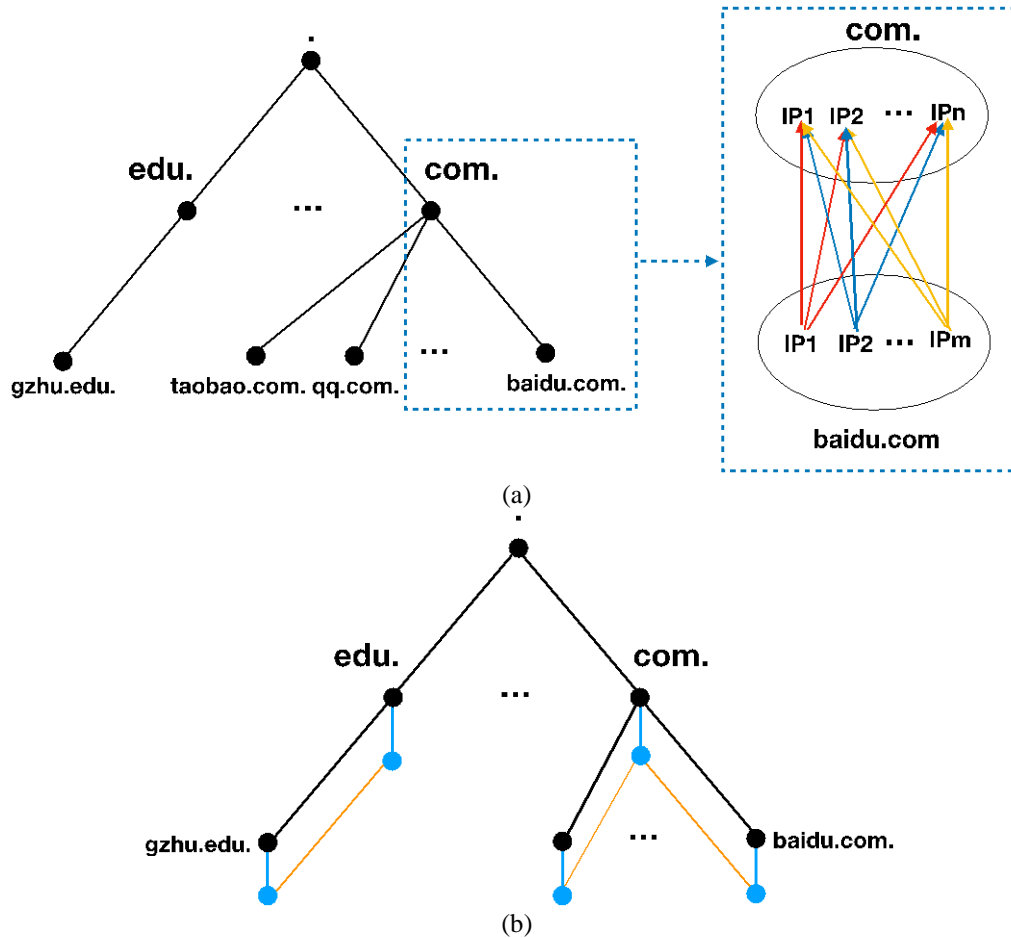 .
edu.
com.
...
gzhu.edu.
taobao.com. qq.com.
...
baidu.com.
com.
IP1 IP2 ... IPn
IP1 IP2 ... IPm
baidu.com
(a)
.
edu.
com.
...
gzhu.edu.
...
baidu.com.
(b)